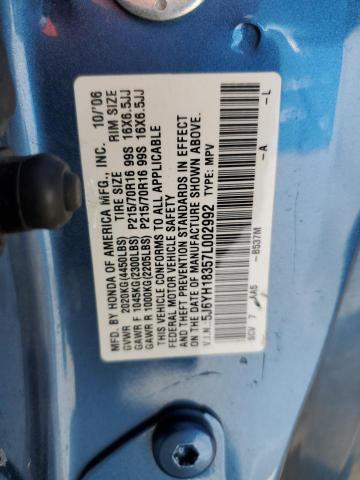 MFD. BY HONDA OF AMERICA MFG., INC. 10/'06
TIRE SIZE RIM SIZE
GVWR 2020KG(4450LBS)
GAWR F 1045KG(2300LBS) P215/70R16 99S 16X6.5JJ
GAWR R 1000KG(2205LBS) P215/70R16 99S 16X6.5JJ
THIS VEHICLE CONFORMS TO ALL APPLICABLE
FEDERAL MOTOR VEHICLE SAFETY AND
THEFT PREVENTION STANDARDS IN EFFECT
ON THE DATE OF MANUFACTURE SHOWN ABOVE.
V.I.N.:5J6YH18357L002992 TYPE: MPV
SCV 7 AA5 -B537M -A -L